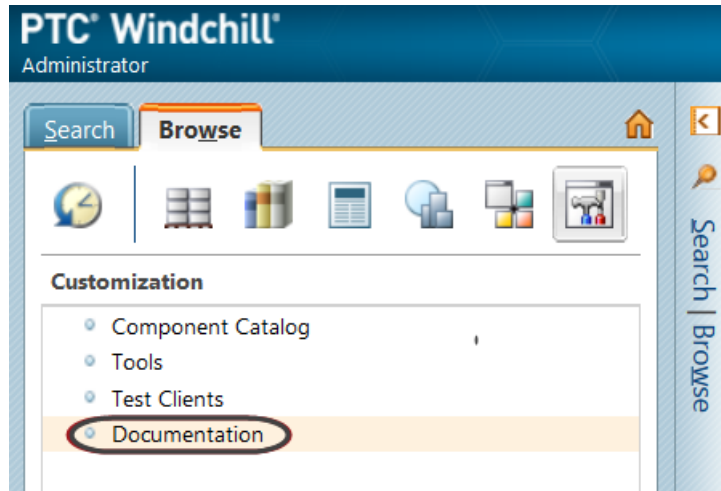 PTC® Windchill®
Administrator
Search
Browse
Customization
Component Catalog
Tools
Test Clients
Documentation
Search | Browse